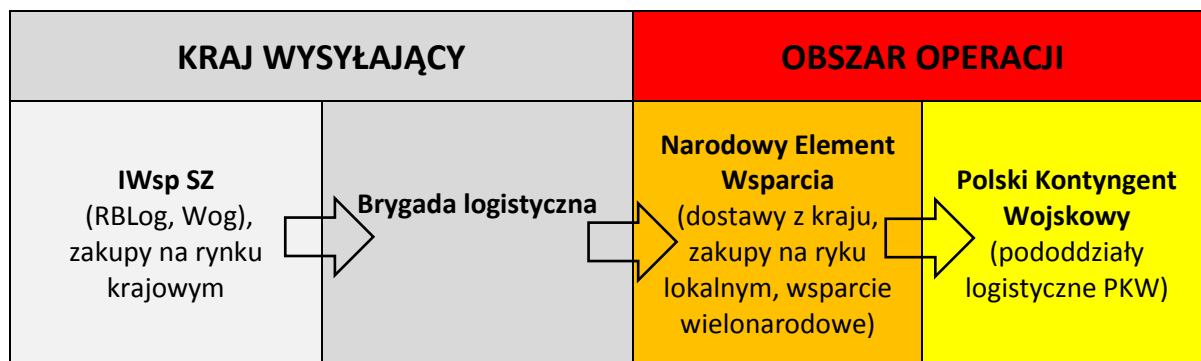 KRAJ WYSYŁAJĄCY
OBSZAR OPERACJI
IWsp SZ
(RBLog, Wog),
zakupy na rynku
krajowym
Brygada logistyczna
Narodowy Element
Wsparcia
(dostawy z kraju,
zakupy na ryku
lokalnym, wsparcie
wielonarodowe)
Polski Kontyngent
Wojskowy
(pododdziały
logistyczne PKW)